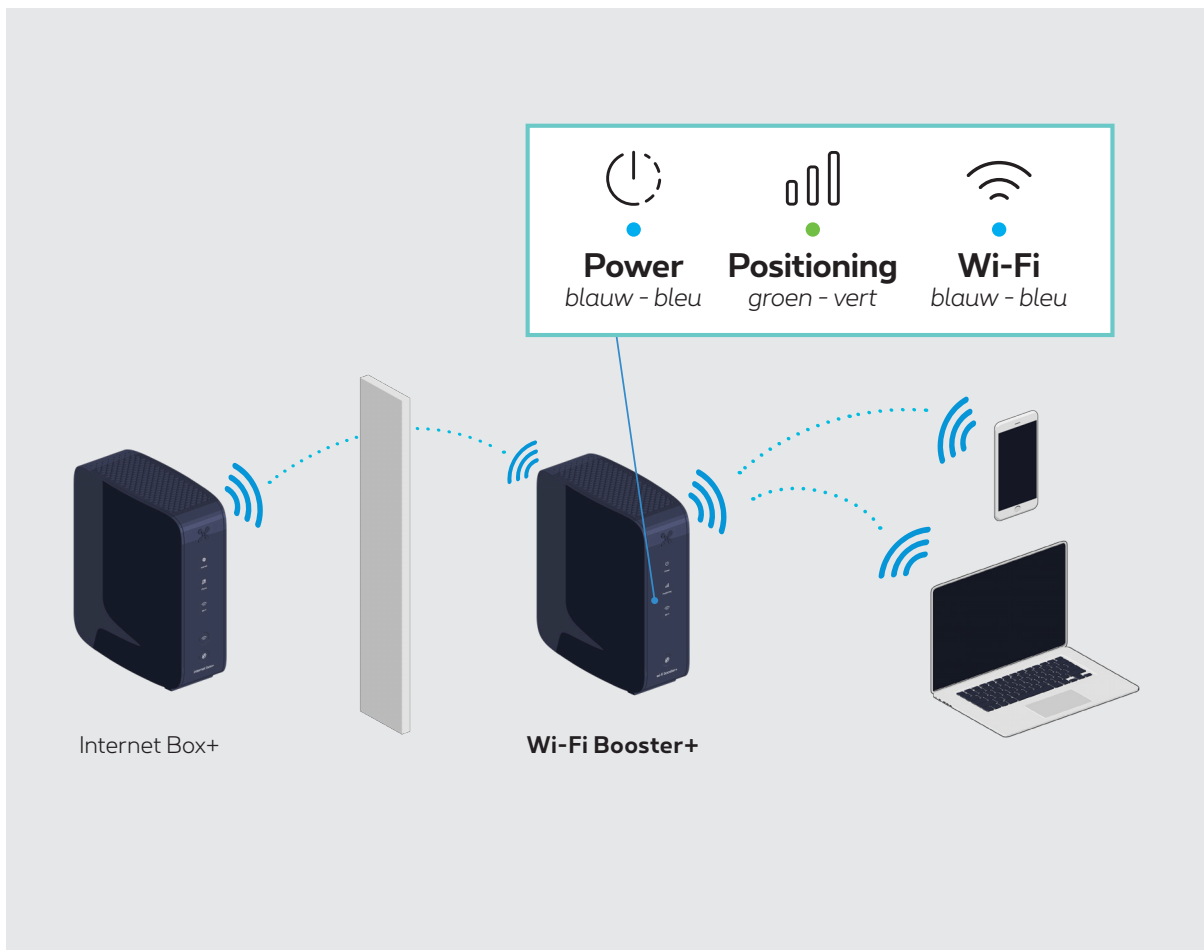 Power
blauw - bleu
Positioning
groen - vert
Wi-Fi
blauw - bleu
Internet Box+
Wi-Fi Booster+